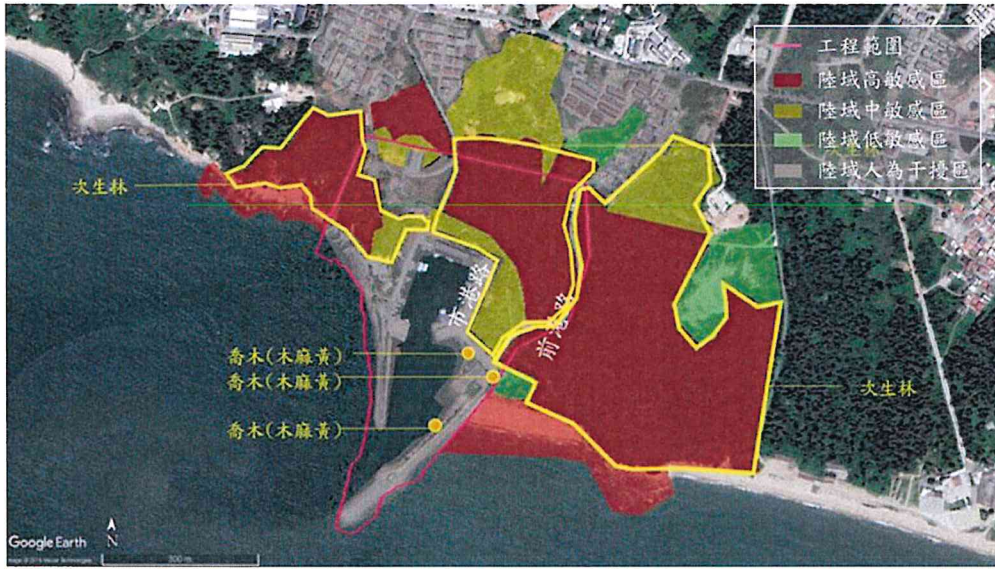 工程範圍
陸域高敏感區
陸域中敏感區
陸域低敏感區
陸域人為干擾區
次生林
市港路
前港路
喬木(木麻黃)
喬木(木麻黃)
喬木(木麻黃)
次生林
Google Earth
N
300 m